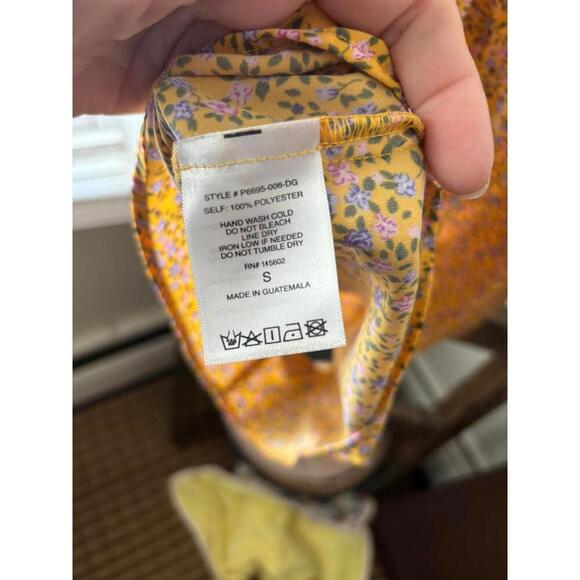 STYLE # P6695-006-DG
SELF: 100% POLYESTER
HAND WASH COLD
DO NOT BLEACH
LINE DRY
IRON LOW IF NEEDED
DO NOT TUMBLE DRY
RN# 145602
S
MADE IN GUATEMALA